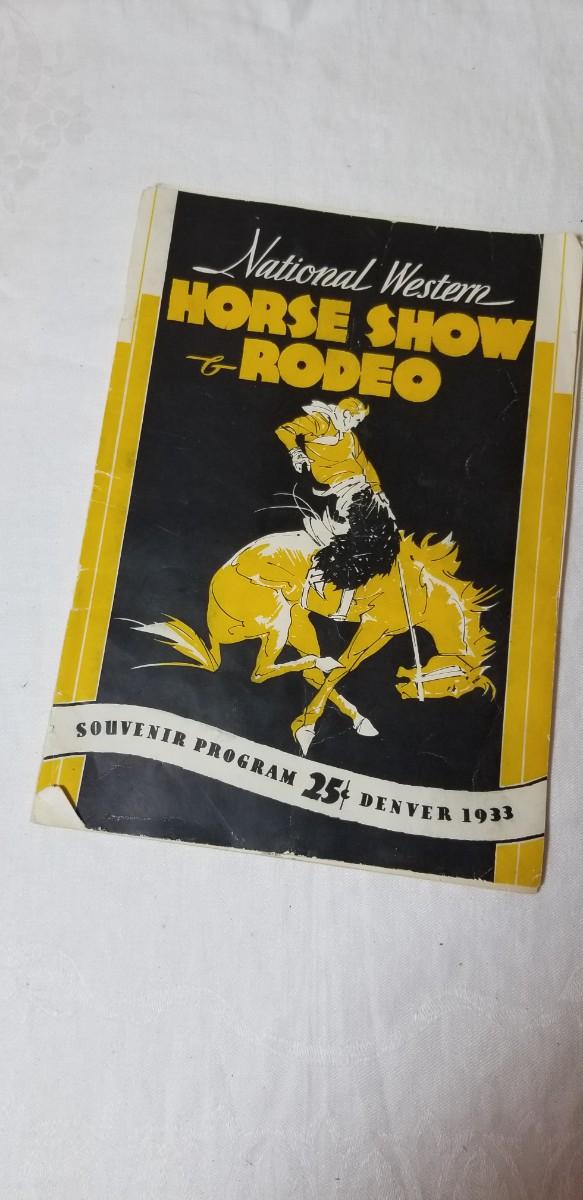 National Western
HORSE SHOW
& RODEO
SOUVENIR PROGRAM 25¢ DENVER 1933